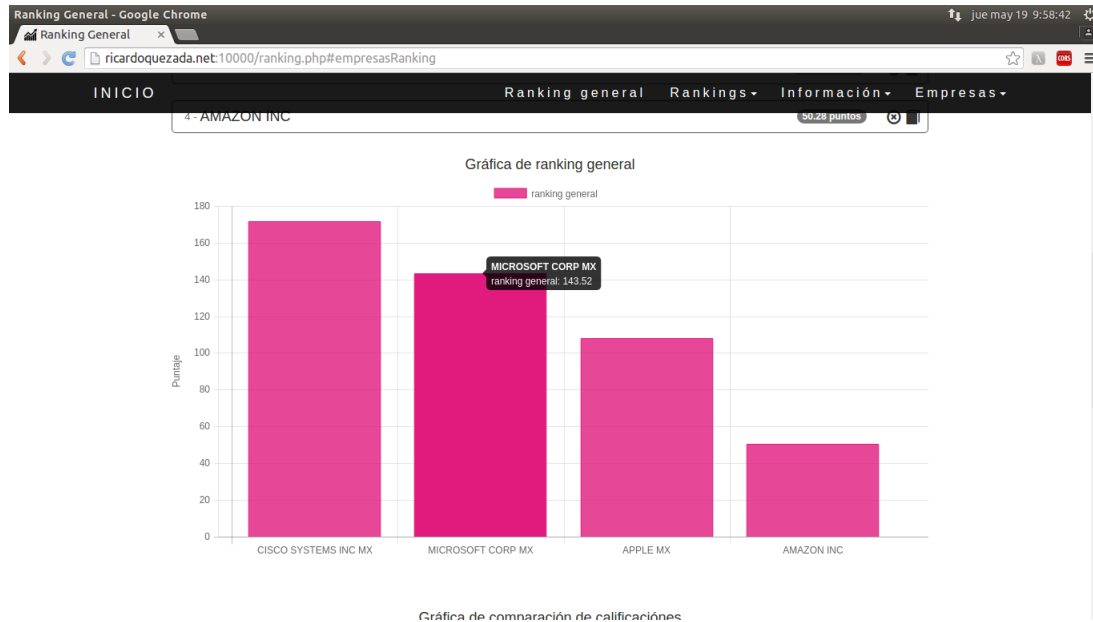 Ranking General - Google Chrome
jue may 19 9:58:42
Ranking General
ricardoquezada.net:10000/ranking.php#empresasRanking
CORS
INICIO Ranking general Rankings Información Empresas
4 - AMAZON INC 50.28 puntos
Gráfica de ranking general
ranking general
180
160
MICROSOFT CORP MX
ranking general: 143.52
140
120
100
Puntaje
80
60
40
20
0
CISCO SYSTEMS INC MX MICROSOFT CORP MX APPLE MX AMAZON INC
Gráfica de comparación de calificaciónes